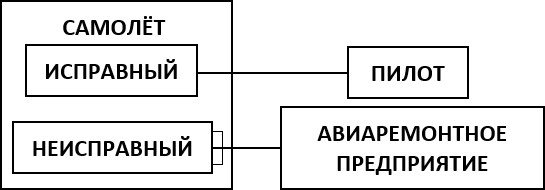 САМОЛЁТ
ИСПРАВНЫЙ
ПИЛОТ
НЕИСПРАВНЫЙ
АВИАРЕМОНТНОЕ
ПРЕДПРИЯТИЕ